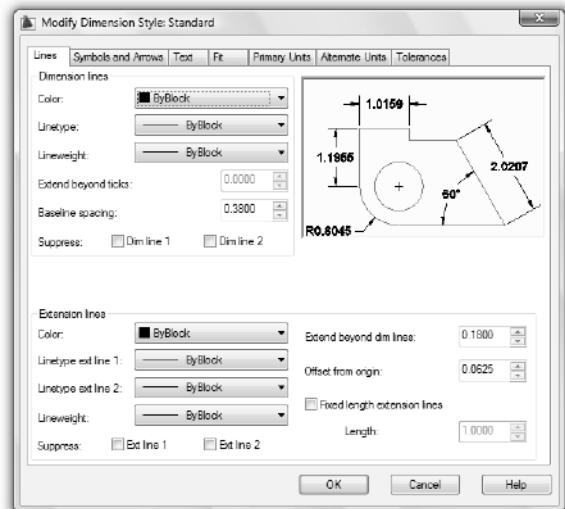 Modify Dimension Style: Standard
Lines Symbols and Arrows Text Fit Primary Units Alternate Units Tolerances
Dimension lines
Color: ByBlock
Linetype: ByBlock
Lineweight: ByBlock
Extend beyond ticks: 0.0000
Baseline spacing: 0.3800
Suppress: Dim line 1 Dim line 2
1.0159
1.1955
2.0207
60°
R0.8045
Extension lines
Color: ByBlock
Linetype ext line 1: ByBlock
Linetype ext line 2: ByBlock
Lineweight: ByBlock
Suppress: Ext line 1 Ext line 2
Extend beyond dim lines: 0.1800
Offset from origin: 0.0625
Fixed length extension lines
Length: 1.0000
OK Cancel Help